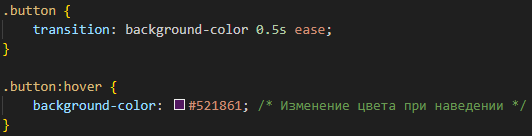 .button {
    transition: background-color 0.5s ease;
}
.button:hover {
    background-color: #521861; /* Изменение цвета при наведении */
}